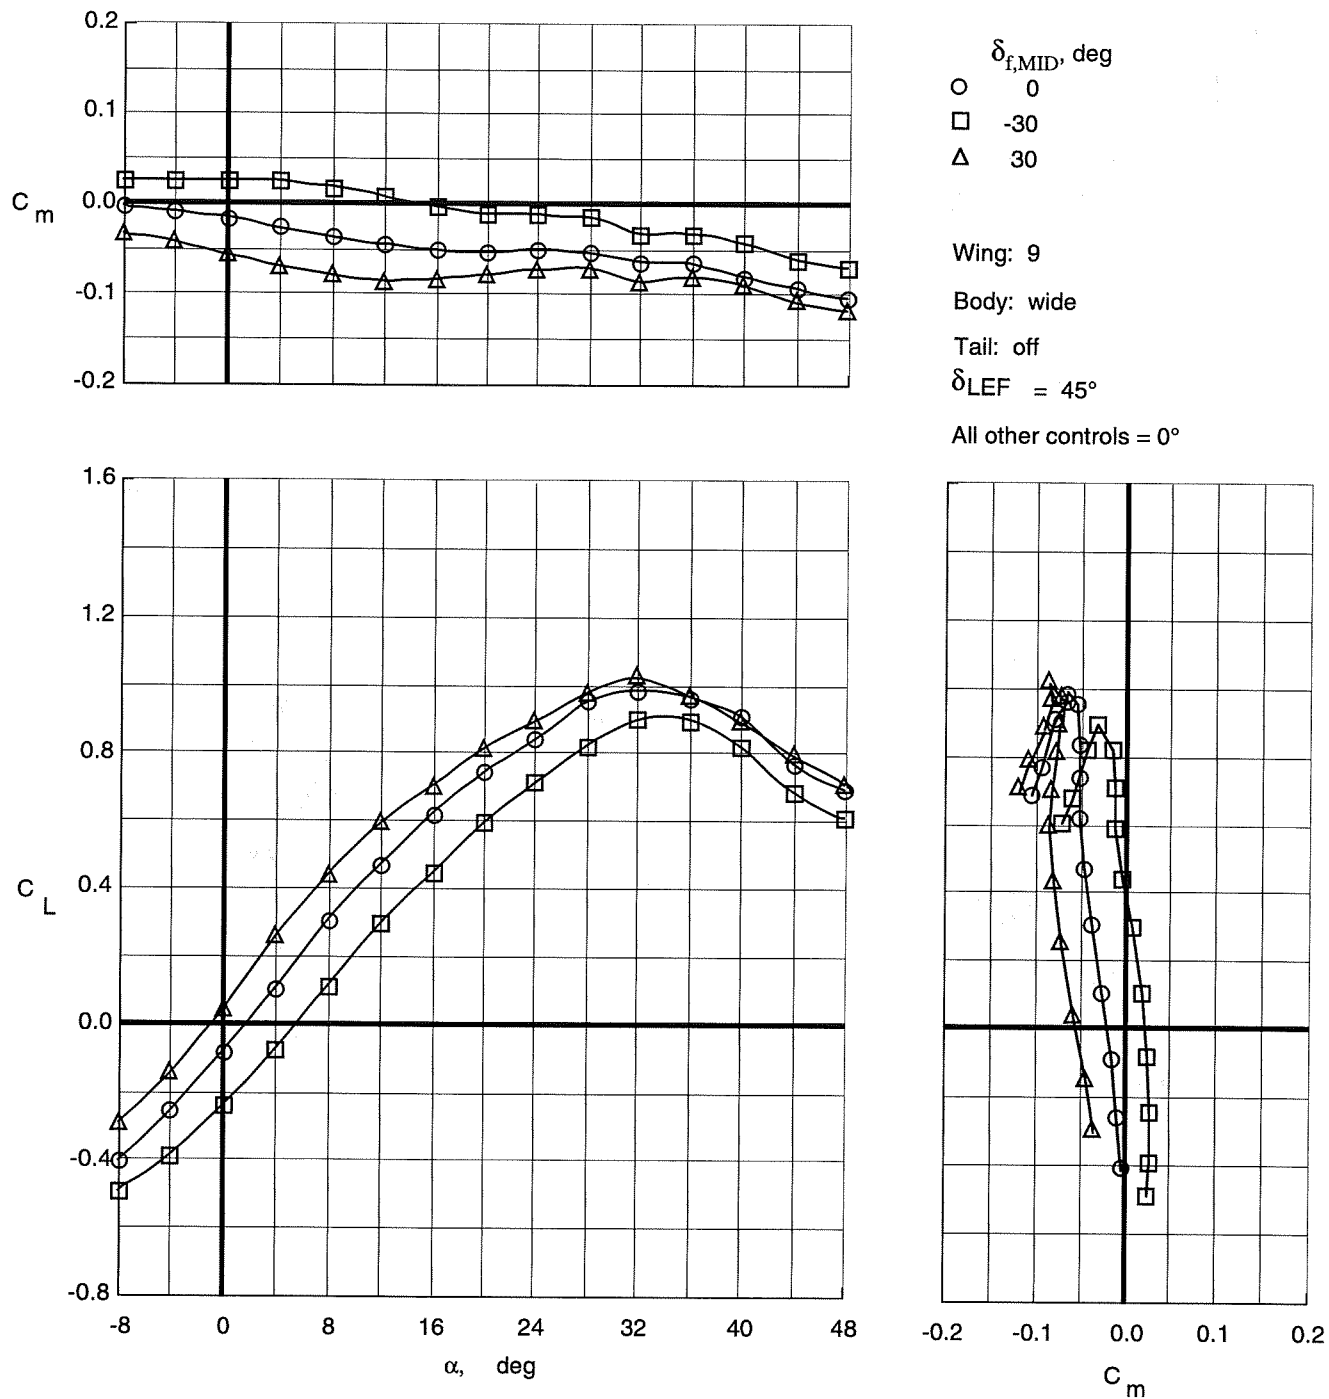 0.2
0.1
C m
0.0
-0.1
-0.2
δf,MID, deg
0
-30
30
Wing: 9
Body: wide
Tail: off
δLEF = 45°
All other controls = 0°
1.6
1.2
0.8
0.4
C L
0.0
-0.4
-0.8
-8 0 8 16 24 32 40 48
α, deg
-0.2 -0.1 0.0 0.1 0.2
C m